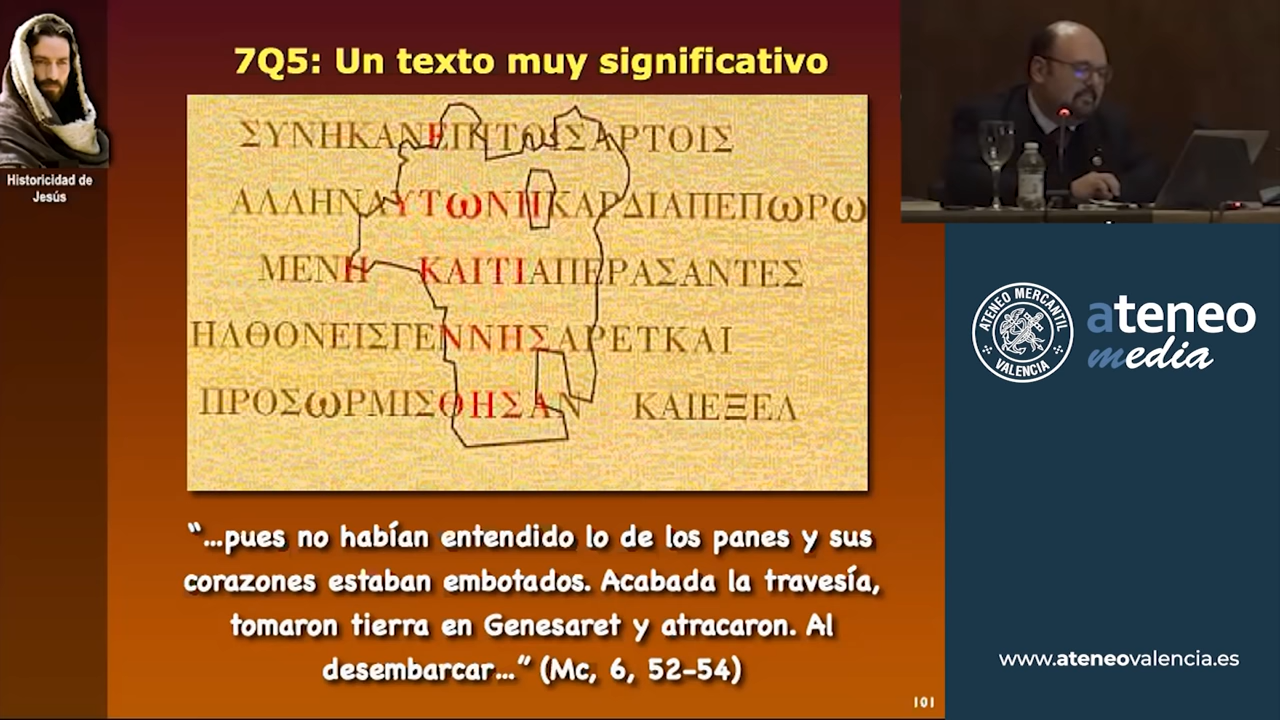 Historicidad de
Jesús
7Q5: Un texto muy significativo
ΣΥΝΗΚΑΝΕΠΙΤΟΙΣΑΡΤΟΙΣ
ΑΛΛΗΝΑΥΤωΝΗΚΑΡΔΙΑΠΕΠωΡω
ΜΕΝΗ ΚΑΙΤΙΑΠΕΡΑΣΑΝΤΕΣ
ΗΛΘΟΝΕΙΣΓΕΝΝΗΣΑΡΕΤΚΑΙ
ΠΡΟΣωΡΜΙΣΘΗΣΑΝ ΚΑΙΕΞΕΛ
“...pues no habían entendido lo de los panes y sus
corazones estaban embotados. Acabada la travesía,
tomaron tierra en Genesaret y atracaron. Al
desembarcar...” (Mc, 6, 52-54)
101
ATENEO MERCANTIL
VALENCIA
ateneo
media
www.ateneovalencia.es